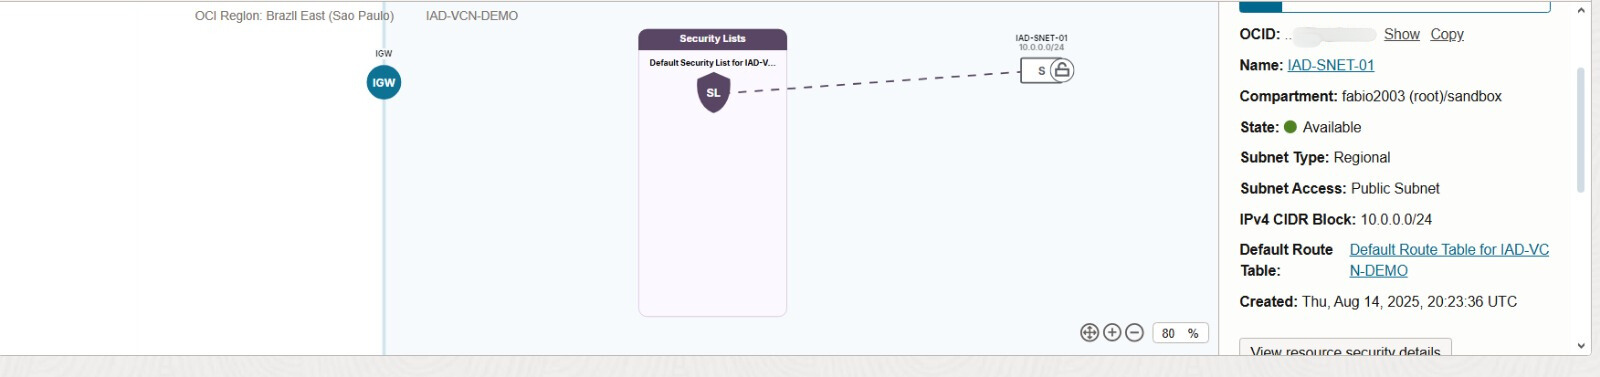 OCI Region: Brazil East (Sao Paulo)
IAD-VCN-DEMO
IGW
IGW
Security Lists
Default Security List for IAD-V...
SL
IAD-SNET-01
10.0.0.0/24
S
80 %
OCID: .. Show Copy
Name: IAD-SNET-01
Compartment: fabio2003 (root)/sandbox
State: Available
Subnet Type: Regional
Subnet Access: Public Subnet
IPv4 CIDR Block: 10.0.0.0/24
Default Route Default Route Table for IAD-VC
Table: N-DEMO
Created: Thu, Aug 14, 2025, 20:23:36 UTC
View resource security details